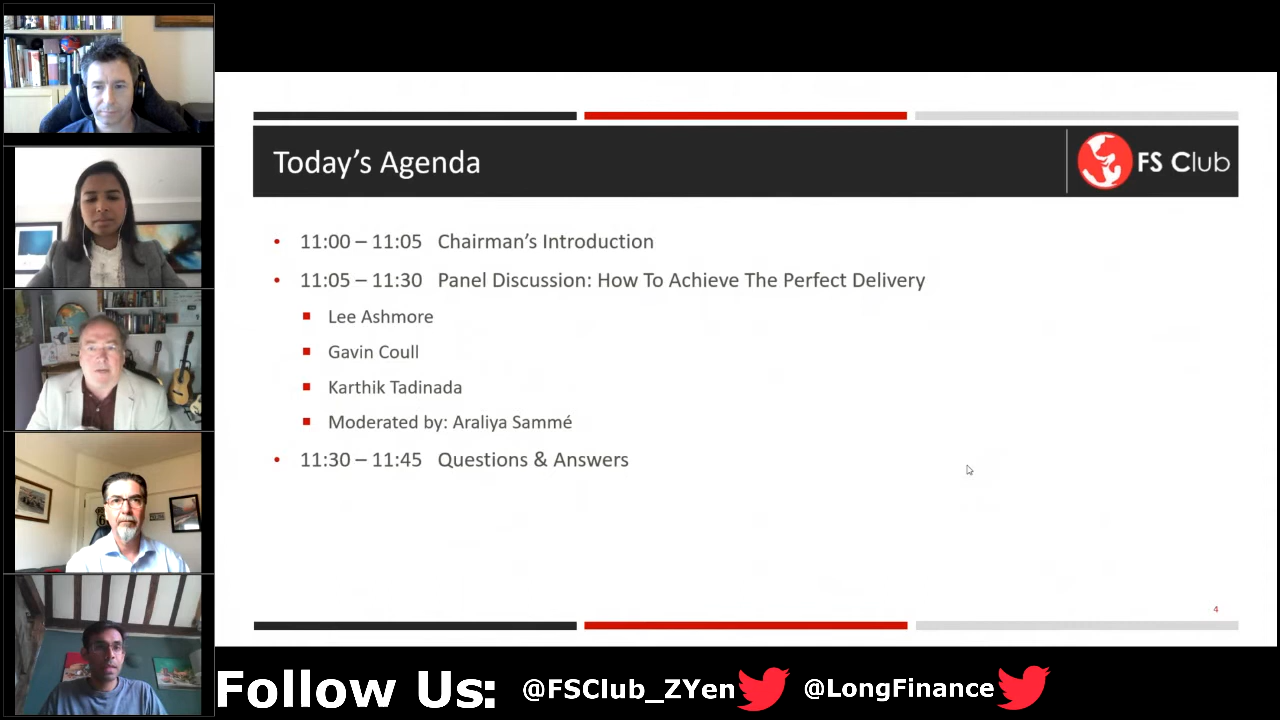 Today's Agenda
FS Club
• 11:00 – 11:05 Chairman's Introduction
• 11:05 – 11:30 Panel Discussion: How To Achieve The Perfect Delivery
▪ Lee Ashmore
▪ Gavin Coull
▪ Karthik Tadinada
▪ Moderated by: Araliya Sammé
• 11:30 – 11:45 Questions & Answers
4
Follow Us: @FSClub_ZYen @LongFinance